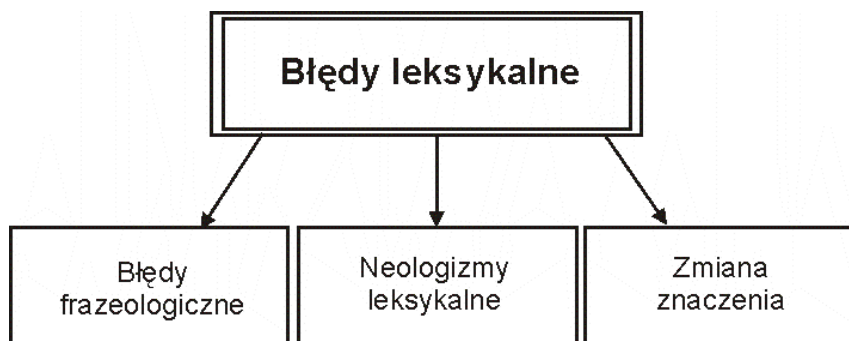 Błędy leksykalne
Błędy
frazeologiczne
Neologizmy
leksykalne
Zmiana
znaczenia